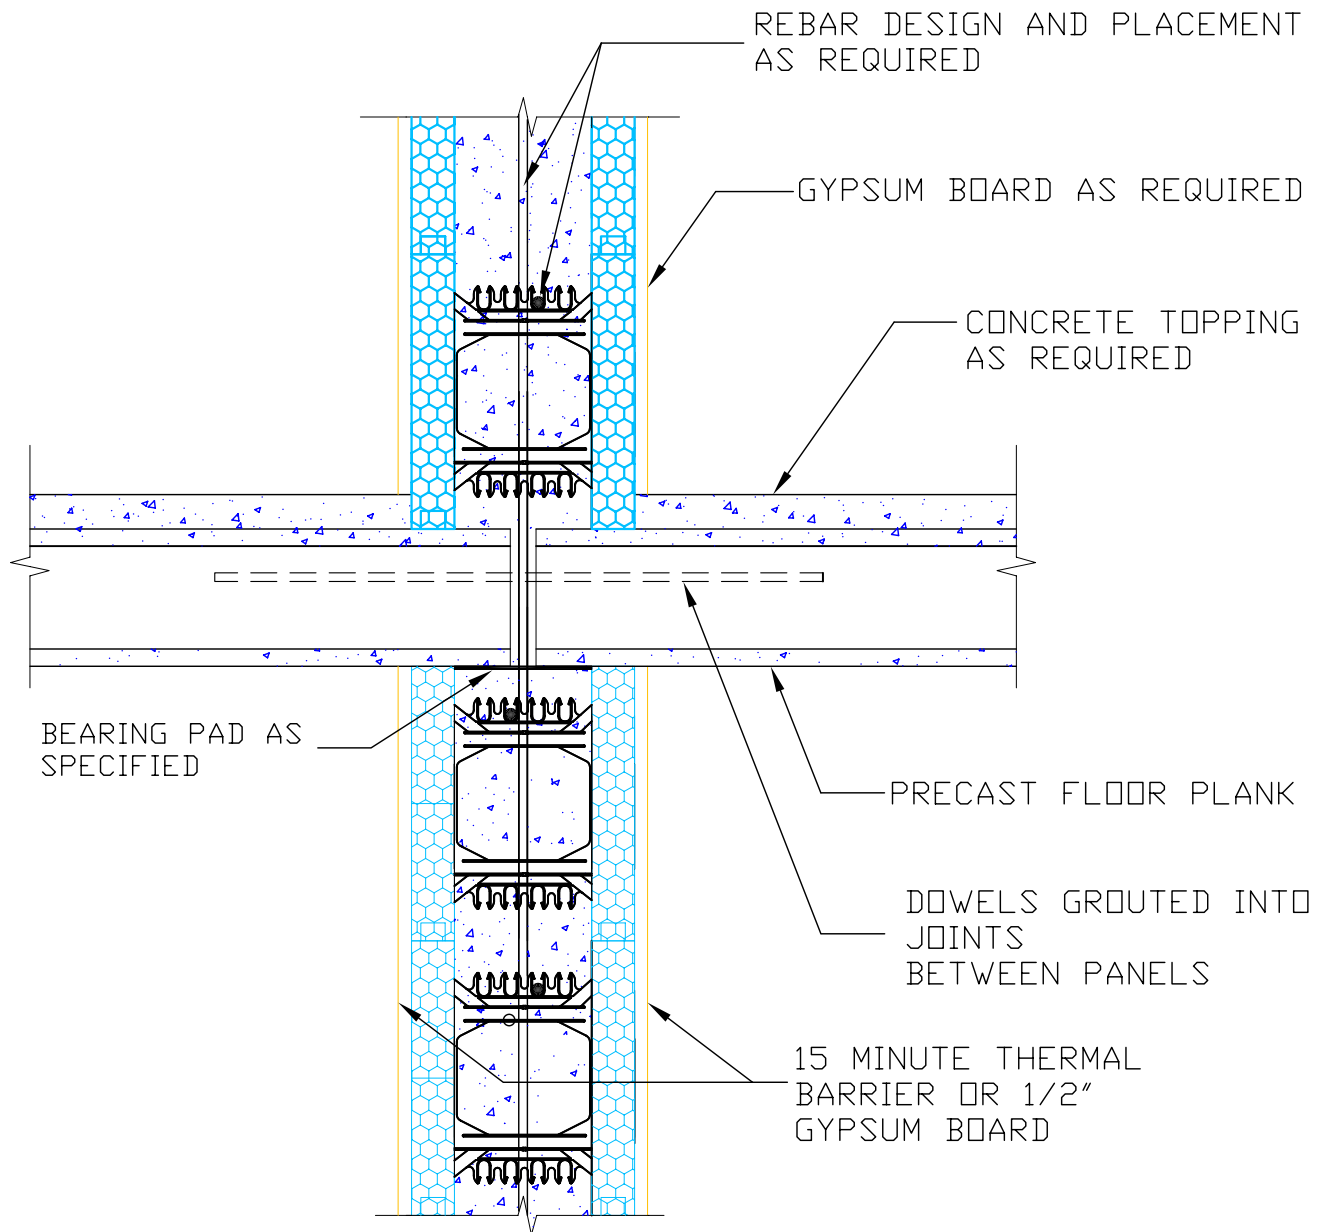 REBAR DESIGN AND PLACEMENT
AS REQUIRED
GYPSUM BOARD AS REQUIRED
CONCRETE TOPPING
AS REQUIRED
BEARING PAD AS
SPECIFIED
PRECAST FLOOR PLANK
DOWELS GROUTED INTO
JOINTS
BETWEEN PANELS
15 MINUTE THERMAL
BARRIER OR 1/2"
GYPSUM BOARD